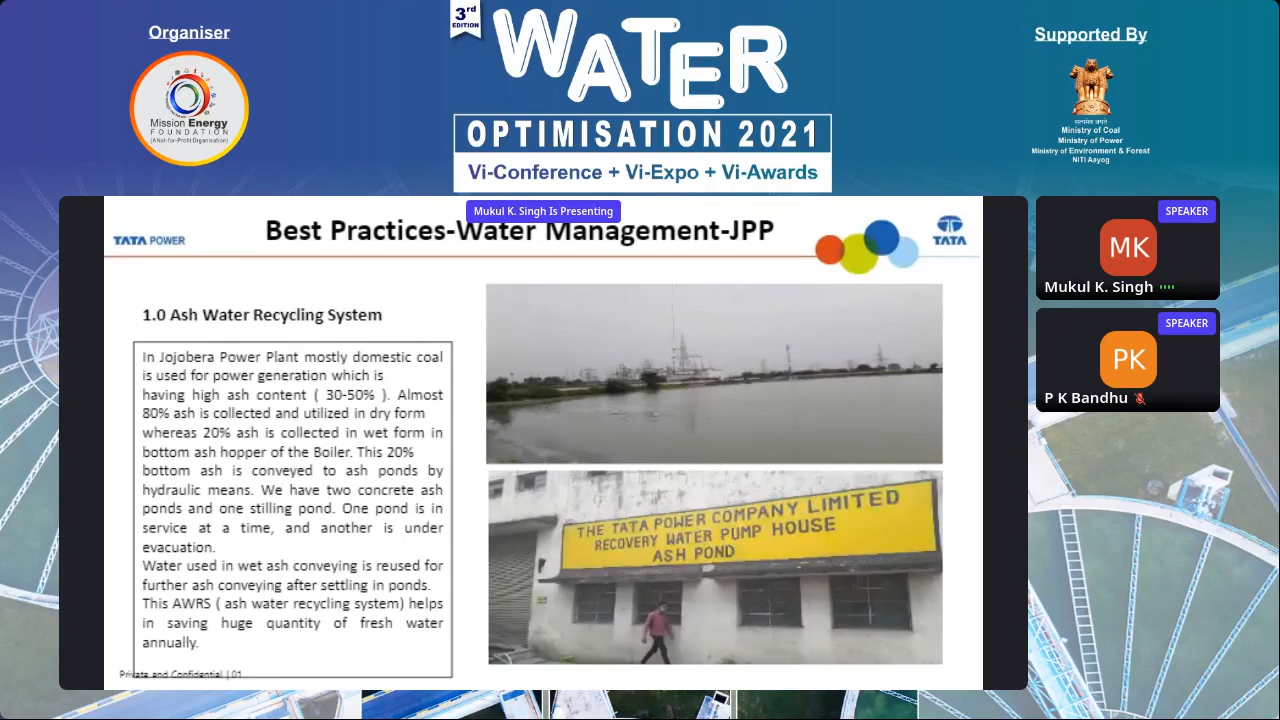 Organiser
Mission Energy
FOUNDATION
(A Not-for-Profit Organisation)
3rd
EDITION
WATER
OPTIMISATION 2021
Vi-Conference + Vi-Expo + Vi-Awards
Supported By
सत्यमेव जयते
Ministry of Coal
Ministry of Power
Ministry of Environment & Forest
NITI Aayog
Mukul K. Singh Is Presenting
TATA POWER
Best Practices-Water Management-JPP
TATA
1.0 Ash Water Recycling System
In Jojobera Power Plant mostly domestic coal
is used for power generation which is
having high ash content ( 30-50% ). Almost
80% ash is collected and utilized in dry form
whereas 20% ash is collected in wet form in
bottom ash hopper of the Boiler. This 20%
bottom ash is conveyed to ash ponds by
hydraulic means. We have two concrete ash
ponds and one stilling pond. One pond is in
service at a time, and another is under
evacuation.
Water used in wet ash conveying is reused for
further ash conveying after settling in ponds.
This AWRS ( ash water recycling system) helps
in saving huge quantity of fresh water
annually.
Private and Confidential | 01
THE TATA POWER COMPANY LIMITED
RECOVERY WATER PUMP HOUSE
ASH POND
SPEAKER
MK
Mukul K. Singh
SPEAKER
PK
P K Bandhu